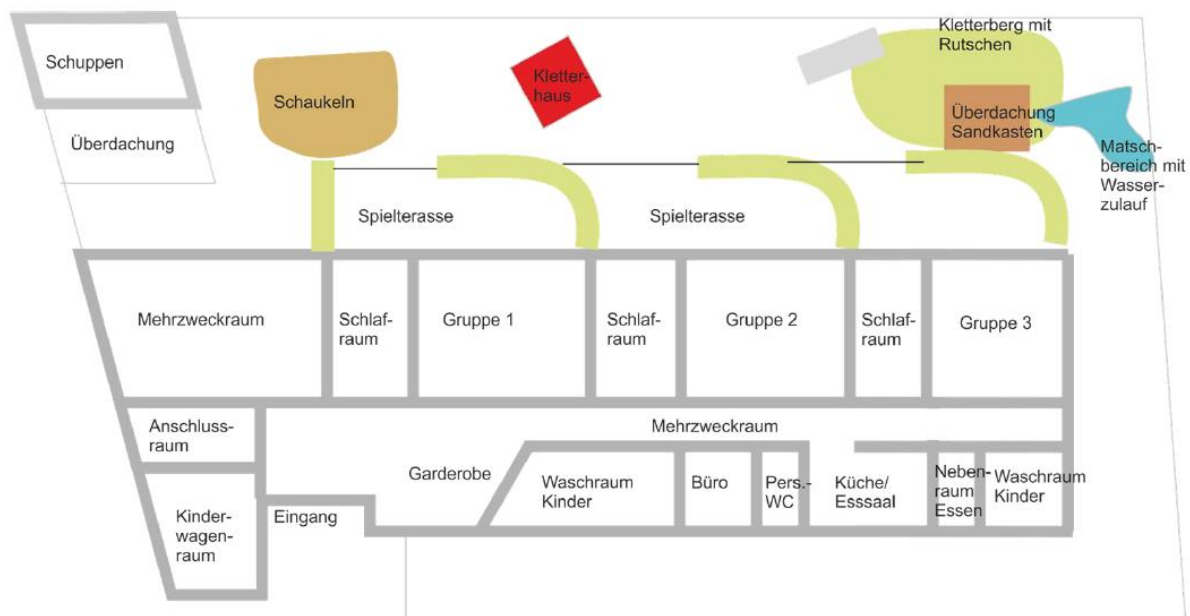 Schuppen
Überdachung
Schaukeln
Kletter-
haus
Kletterberg mit
Rutschen
Überdachung
Sandkasten
Matsch-
bereich mit
Wasser-
zulauf
Spielterasse
Spielterasse
Mehrzweckraum
Schlaf-
raum
Gruppe 1
Schlaf-
raum
Gruppe 2
Schlaf-
raum
Gruppe 3
Anschluss-
raum
Mehrzweckraum
Garderobe
Kinder-
wagen-
raum
Eingang
Waschraum
Kinder
Büro
Pers.-
WC
Küche/
Esssaal
Neben-
raum
Essen
Waschraum
Kinder